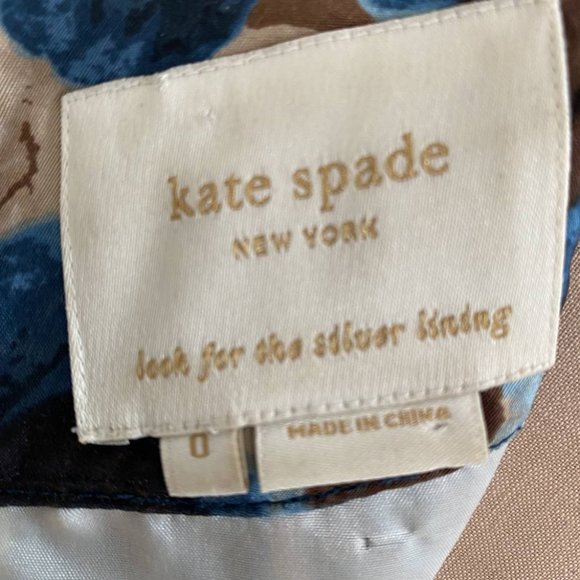 kate spade
NEW YORK
look for the silver lining
0
MADE IN CHINA